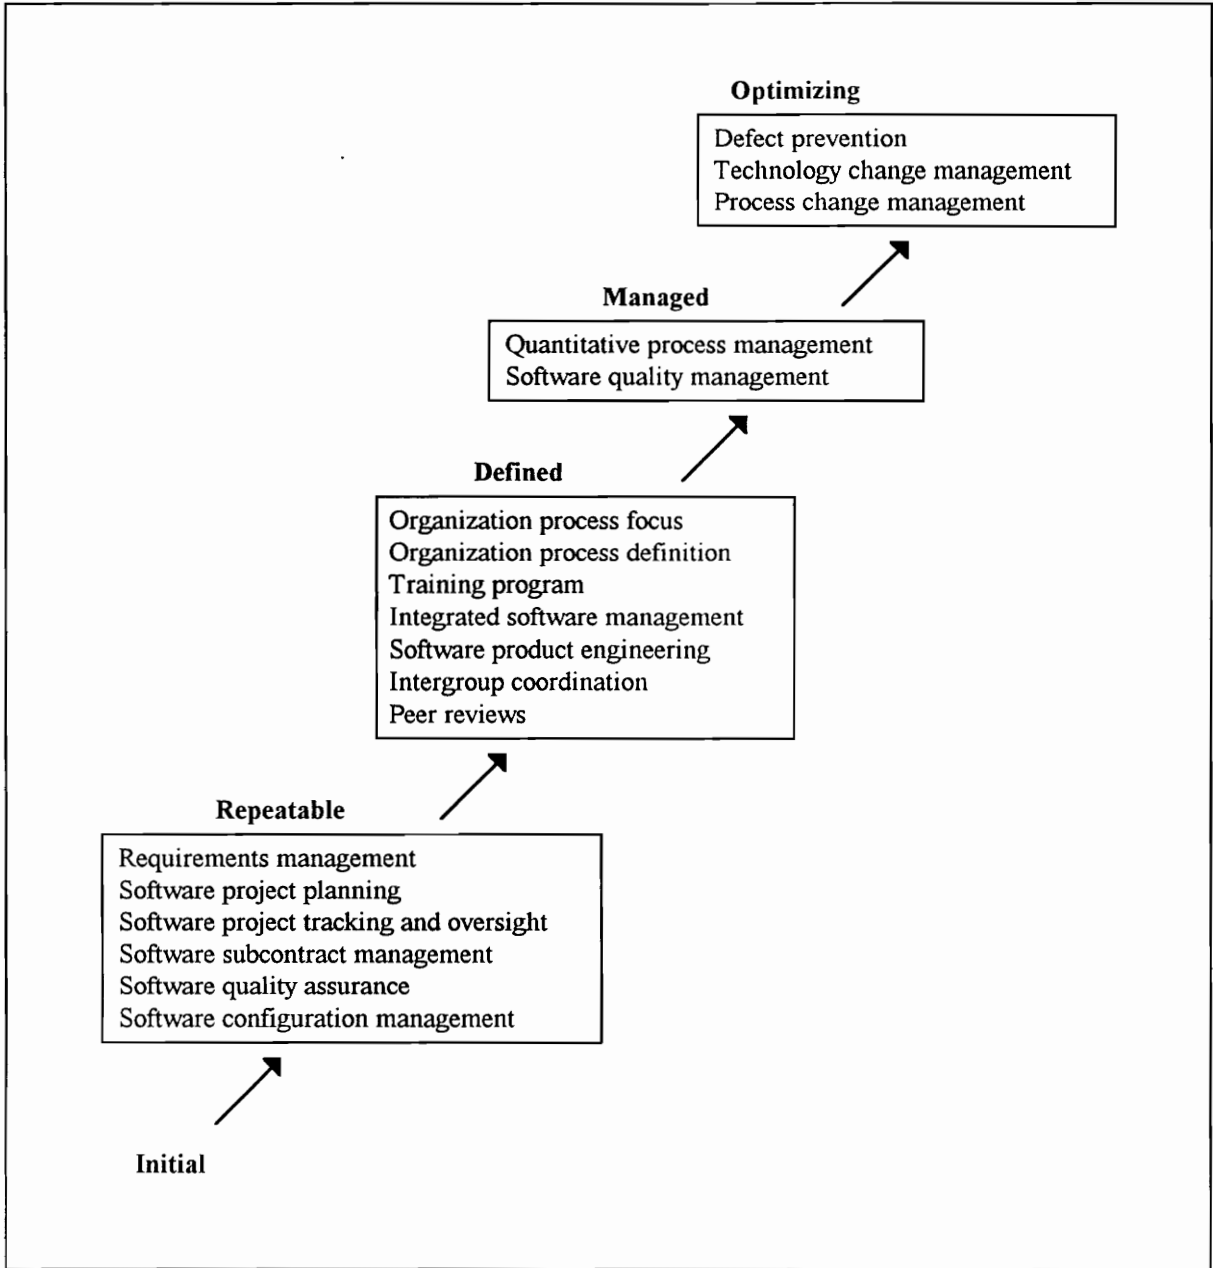 Optimizing
Defect prevention
Technology change management
Process change management
Managed
Quantitative process management
Software quality management
Defined
Organization process focus
Organization process definition
Training program
Integrated software management
Software product engineering
Intergroup coordination
Peer reviews
Repeatable
Requirements management
Software project planning
Software project tracking and oversight
Software subcontract management
Software quality assurance
Software configuration management
Initial